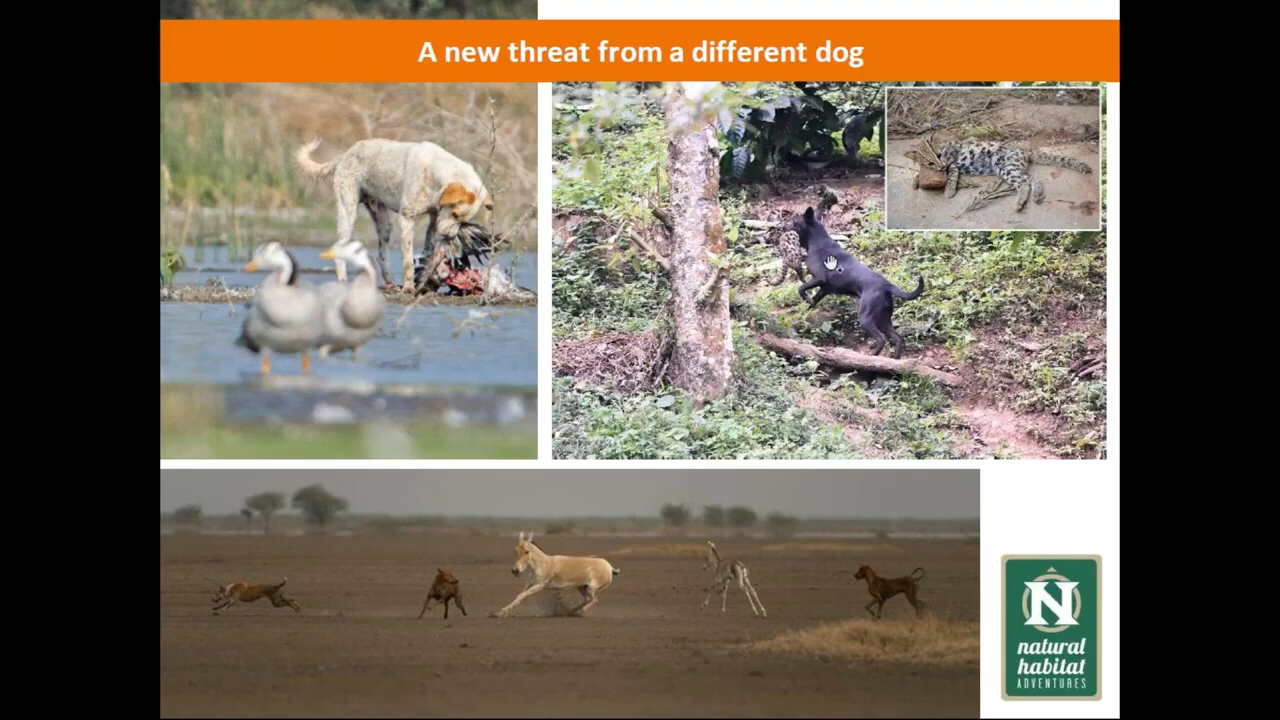 A new threat from a different dog
N
natural
habitat
ADVENTURES